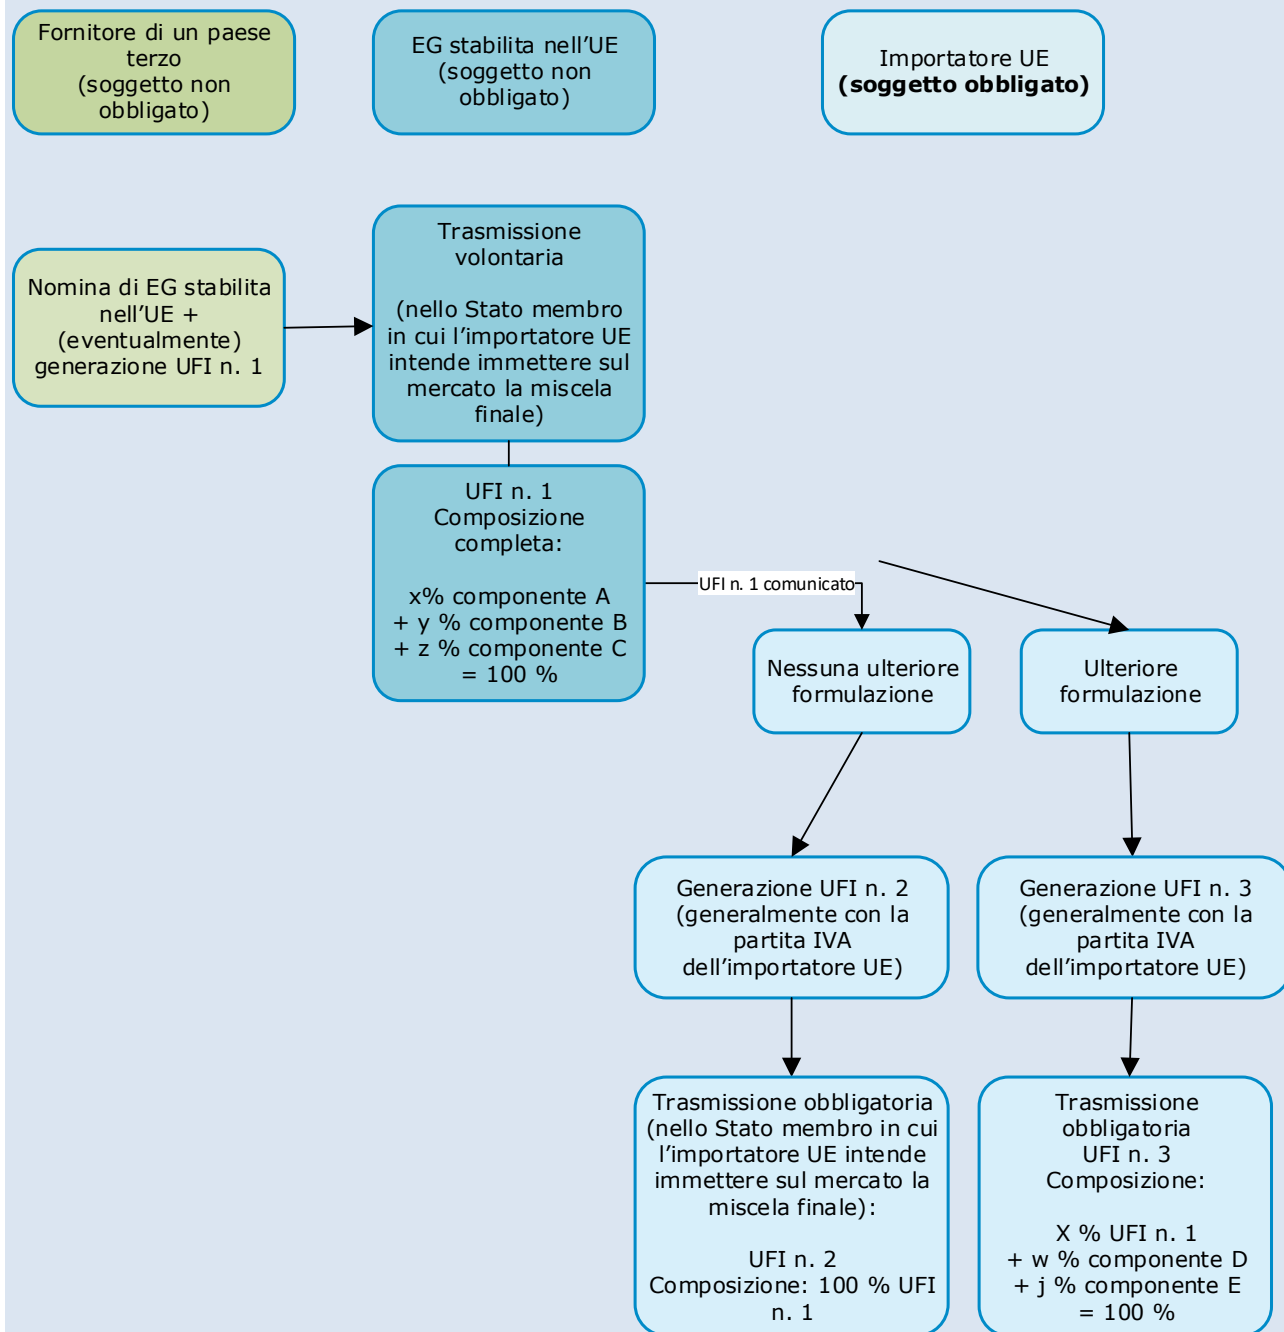 Fornitore di un paese
terzo
(soggetto non
obbligato)
EG stabilita nell’UE
(soggetto non
obbligato)
Importatore UE
(soggetto obbligato)
Nomina di EG stabilita
nell’UE +
(eventualmente)
generazione UFI n. 1
Trasmissione
volontaria
(nello Stato membro
in cui l’importatore UE
intende immettere sul
mercato la miscela
finale)
UFI n. 1
Composizione
completa:
x% componente A
+ y % componente B
+ z % componente C
= 100 %
UFI n. 1 comunicato
Nessuna ulteriore
formulazione
Ulteriore
formulazione
Generazione UFI n. 2
(generalmente con la
partita IVA
dell’importatore UE)
Generazione UFI n. 3
(generalmente con la
partita IVA
dell’importatore UE)
Trasmissione obbligatoria
(nello Stato membro in cui
l’importatore UE intende
immettere sul mercato la
miscela finale):
UFI n. 2
Composizione: 100 % UFI
n. 1
Trasmissione
obbligatoria
UFI n. 3
Composizione:
X % UFI n. 1
+ w % componente D
+ j % componente E
= 100 %